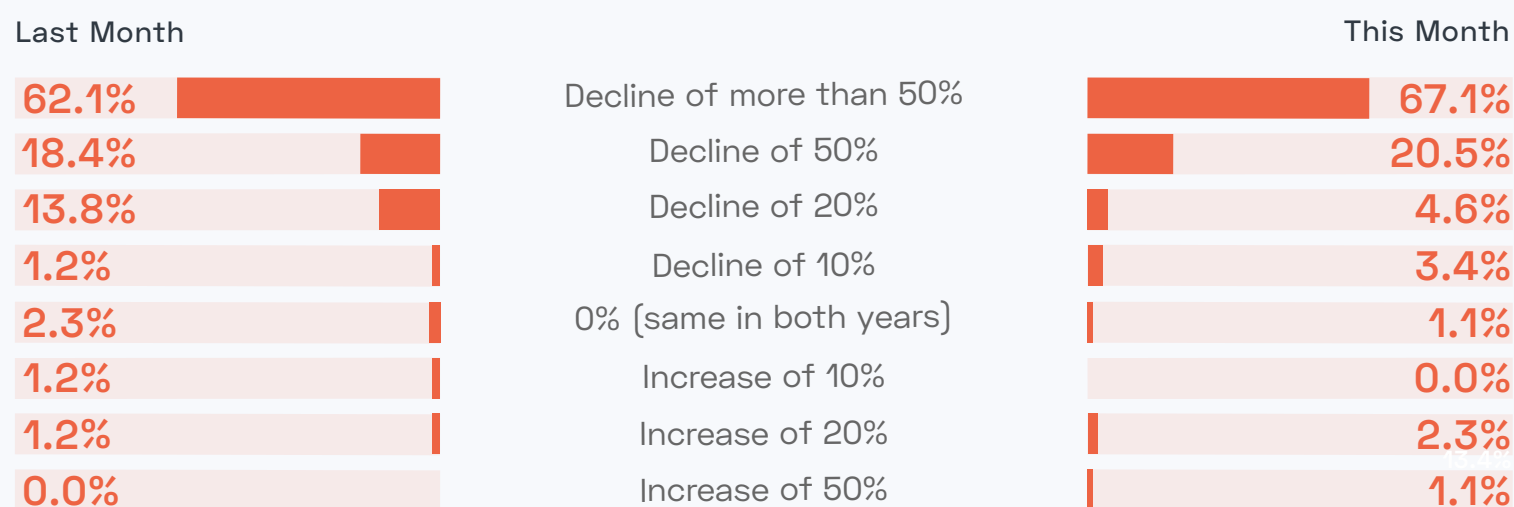 Last Month This Month
62.1% Decline of more than 50% 67.1%
18.4% Decline of 50% 20.5%
13.8% Decline of 20% 4.6%
1.2% Decline of 10% 3.4%
2.3% 0% (same in both years) 1.1%
1.2% Increase of 10% 0.0%
1.2% Increase of 20% 2.3%
13.4%
0.0% Increase of 50% 1.1%